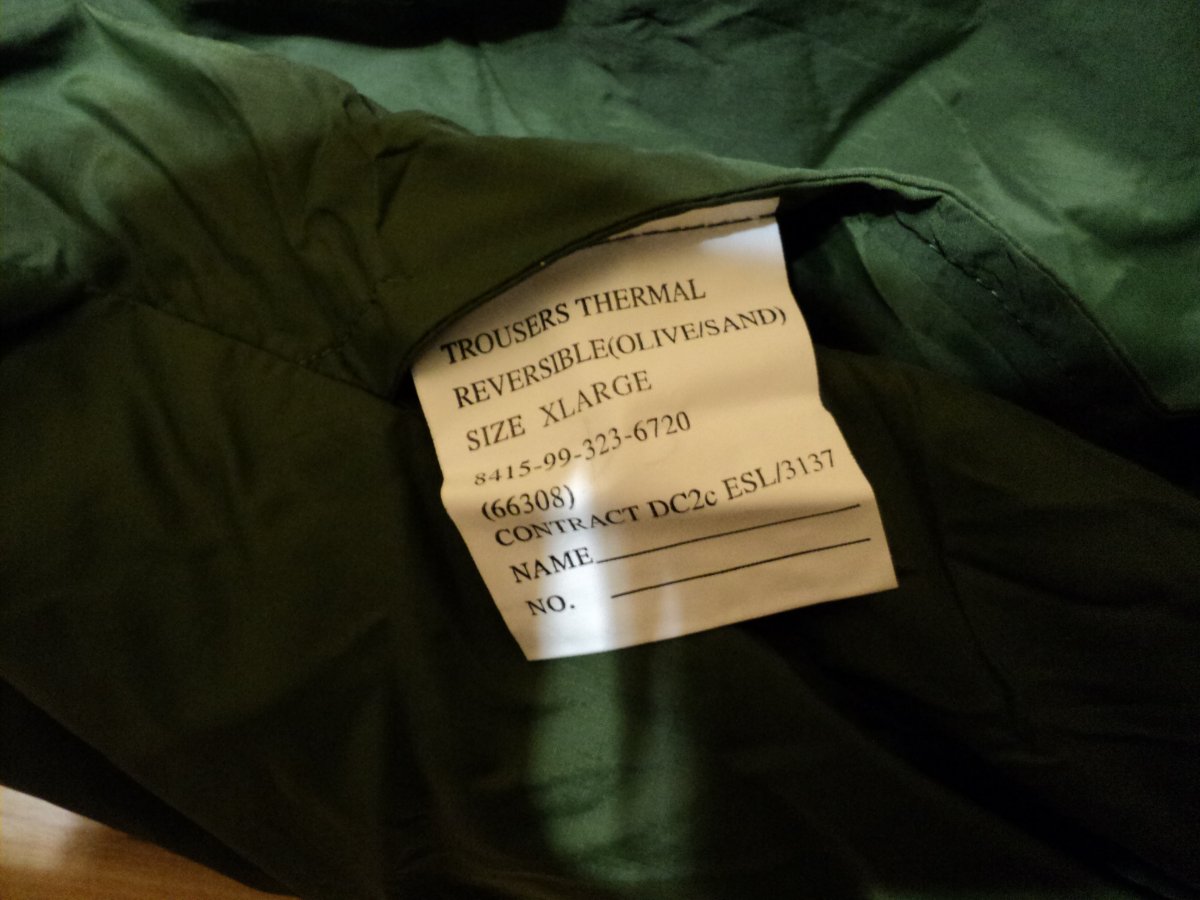 TROUSERS THERMAL
REVERSIBLE(OLIVE/SAND)
SIZE XLARGE
8415-99-323-6720
(66308)
CONTRACT DC2c ESL/3137
NAME
NO.